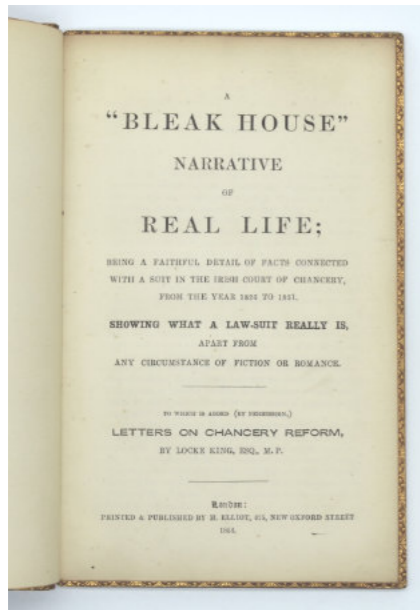 A
“BLEAK HOUSE”
NARRATIVE
OF
REAL LIFE;
BEING A FAITHFUL DETAIL OF FACTS CONNECTED
WITH A SUIT IN THE IRISH COURT OF CHANCERY,
FROM THE YEAR TO
SHOWING WHAT A LAW-SUIT REALLY IS,
APART FROM
ANY CIRCUMSTANCE OF FICTION OR ROMANCE.
TO WHICH IS ADDED (BY PERMISSION,)
LETTERS ON CHANCERY REFORM,
BY LOCKE KING, ESQ., M.P.
London:
PRINTED & PUBLISHED BY H. ELLIOT, NEW OXFORD STREET